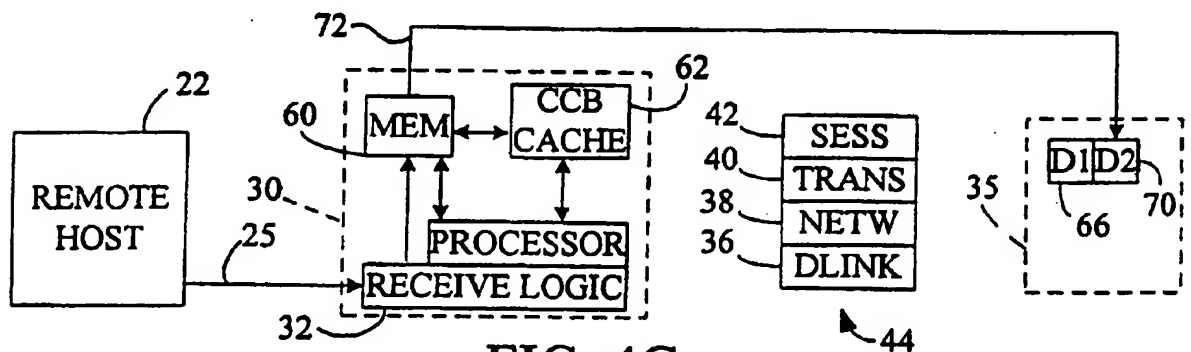 72
22
60
MEM
CCB
CACHE
62
REMOTE
HOST
30
25
PROCESSOR
RECEIVE LOGIC
32
42
SESS
40
TRANS
38
NETW
36
DLINK
44
35
D1 D2
66
70